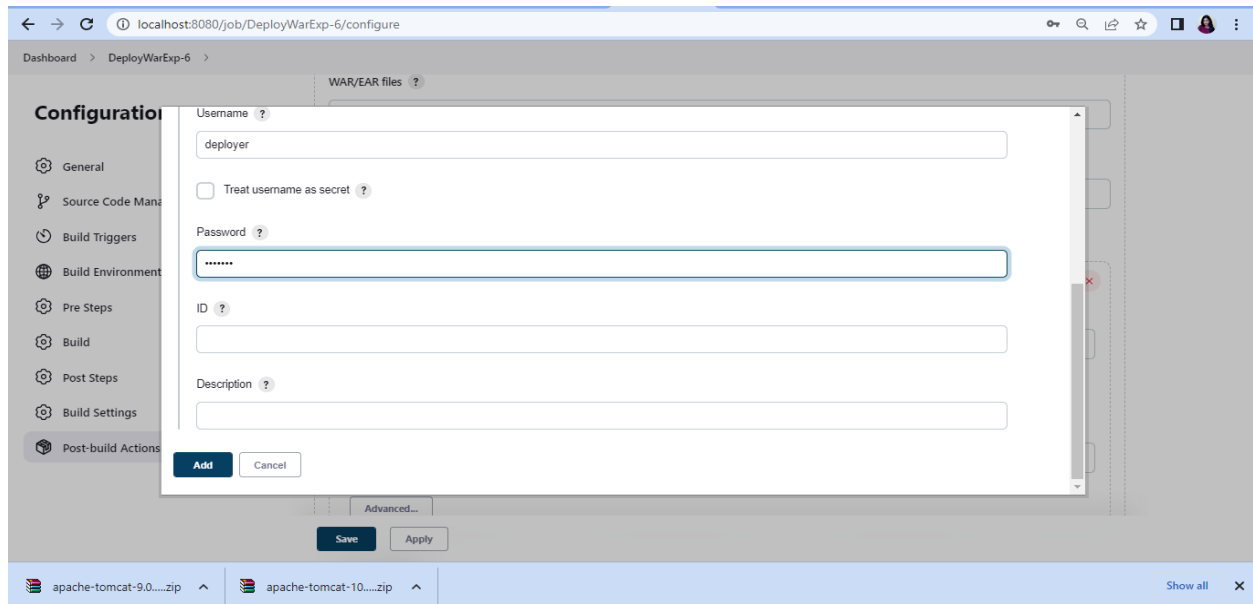 localhost:8080/job/DeployWarExp-6/configure
Dashboard > DeployWarExp-6 >
WAR/EAR files ?
Configuration
General
Source Code Mana
Build Triggers
Build Environment
Pre Steps
Build
Post Steps
Build Settings
Post-build Actions
Username ?
deployer
Treat username as secret ?
Password ?
•••••••
ID ?
Description ?
Add Cancel
Advanced...
Save Apply
apache-tomcat-9.0.....zip apache-tomcat-10.....zip Show all